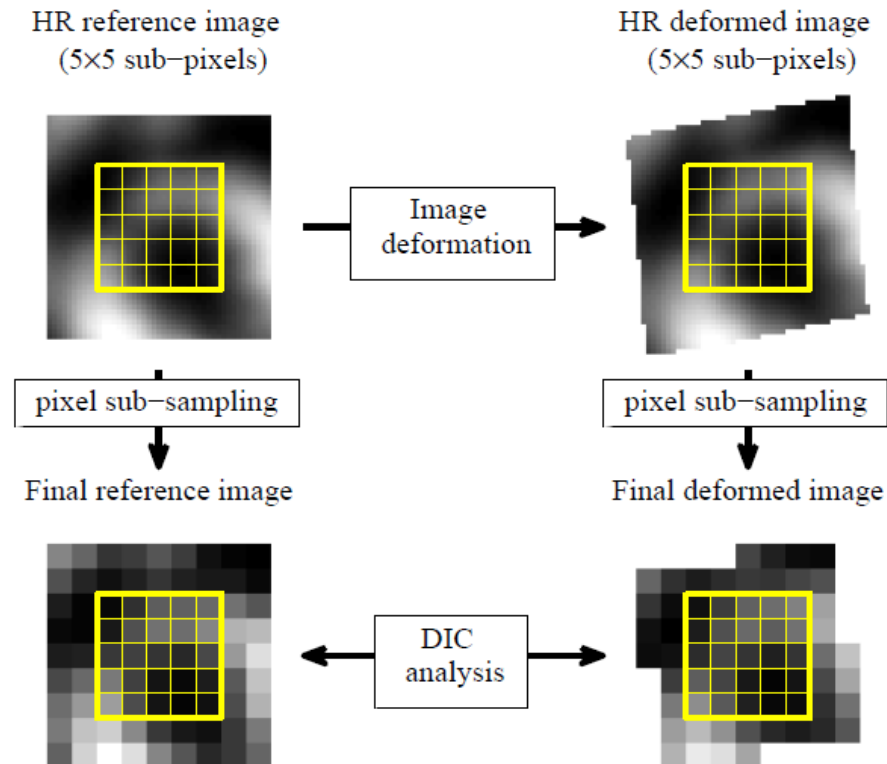 HR reference image
(5×5 sub−pixels)
HR deformed image
(5×5 sub−pixels)
Image
deformation
pixel sub−sampling
pixel sub−sampling
Final reference image
Final deformed image
DIC
analysis